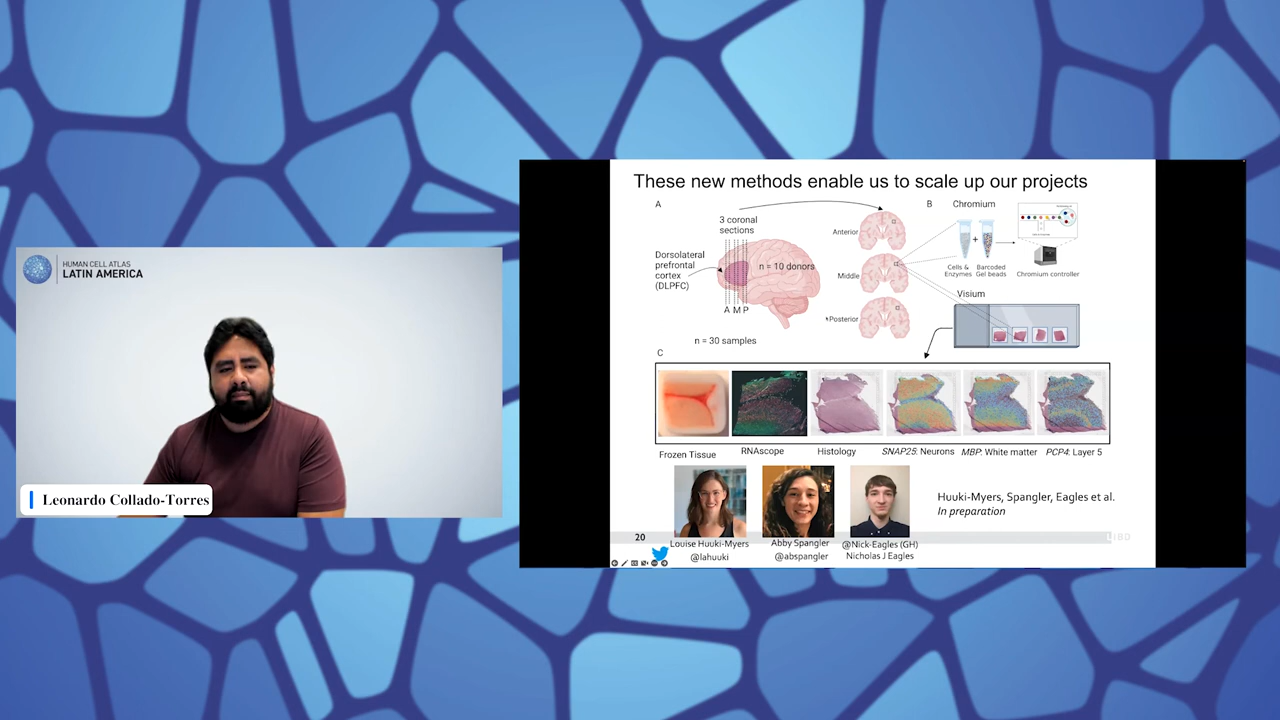 HUMAN CELL ATLAS
LATIN AMERICA
Leonardo Collado-Torres
These new methods enable us to scale up our projects
A
3 coronal
sections
Dorsolateral
prefrontal
cortex
(DLPFC)
n = 10 donors
A M P
n = 30 samples
Anterior
Middle
Posterior
B
Chromium
+
Cells &
Enzymes
Barcoded
Gel beads
Chromium controller
Visium
C
Frozen Tissue
RNAscope
Histology
SNAP25: Neurons
MBP: White matter
PCP4: Layer 5
Huuki-Myers, Spangler, Eagles et al.
In preparation
20
LIBD
Louise Huuki-Myers
@lahuuki
Abby Spangler
@abspangler
@Nick-Eagles (GH)
Nicholas J Eagles